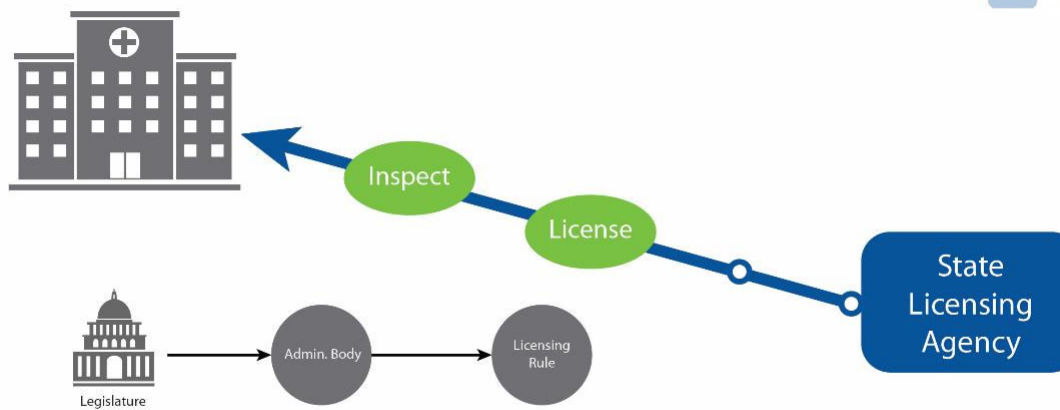 Inspect
License
State
Licensing
Agency
Admin. Body
Licensing
Rule
Legislature